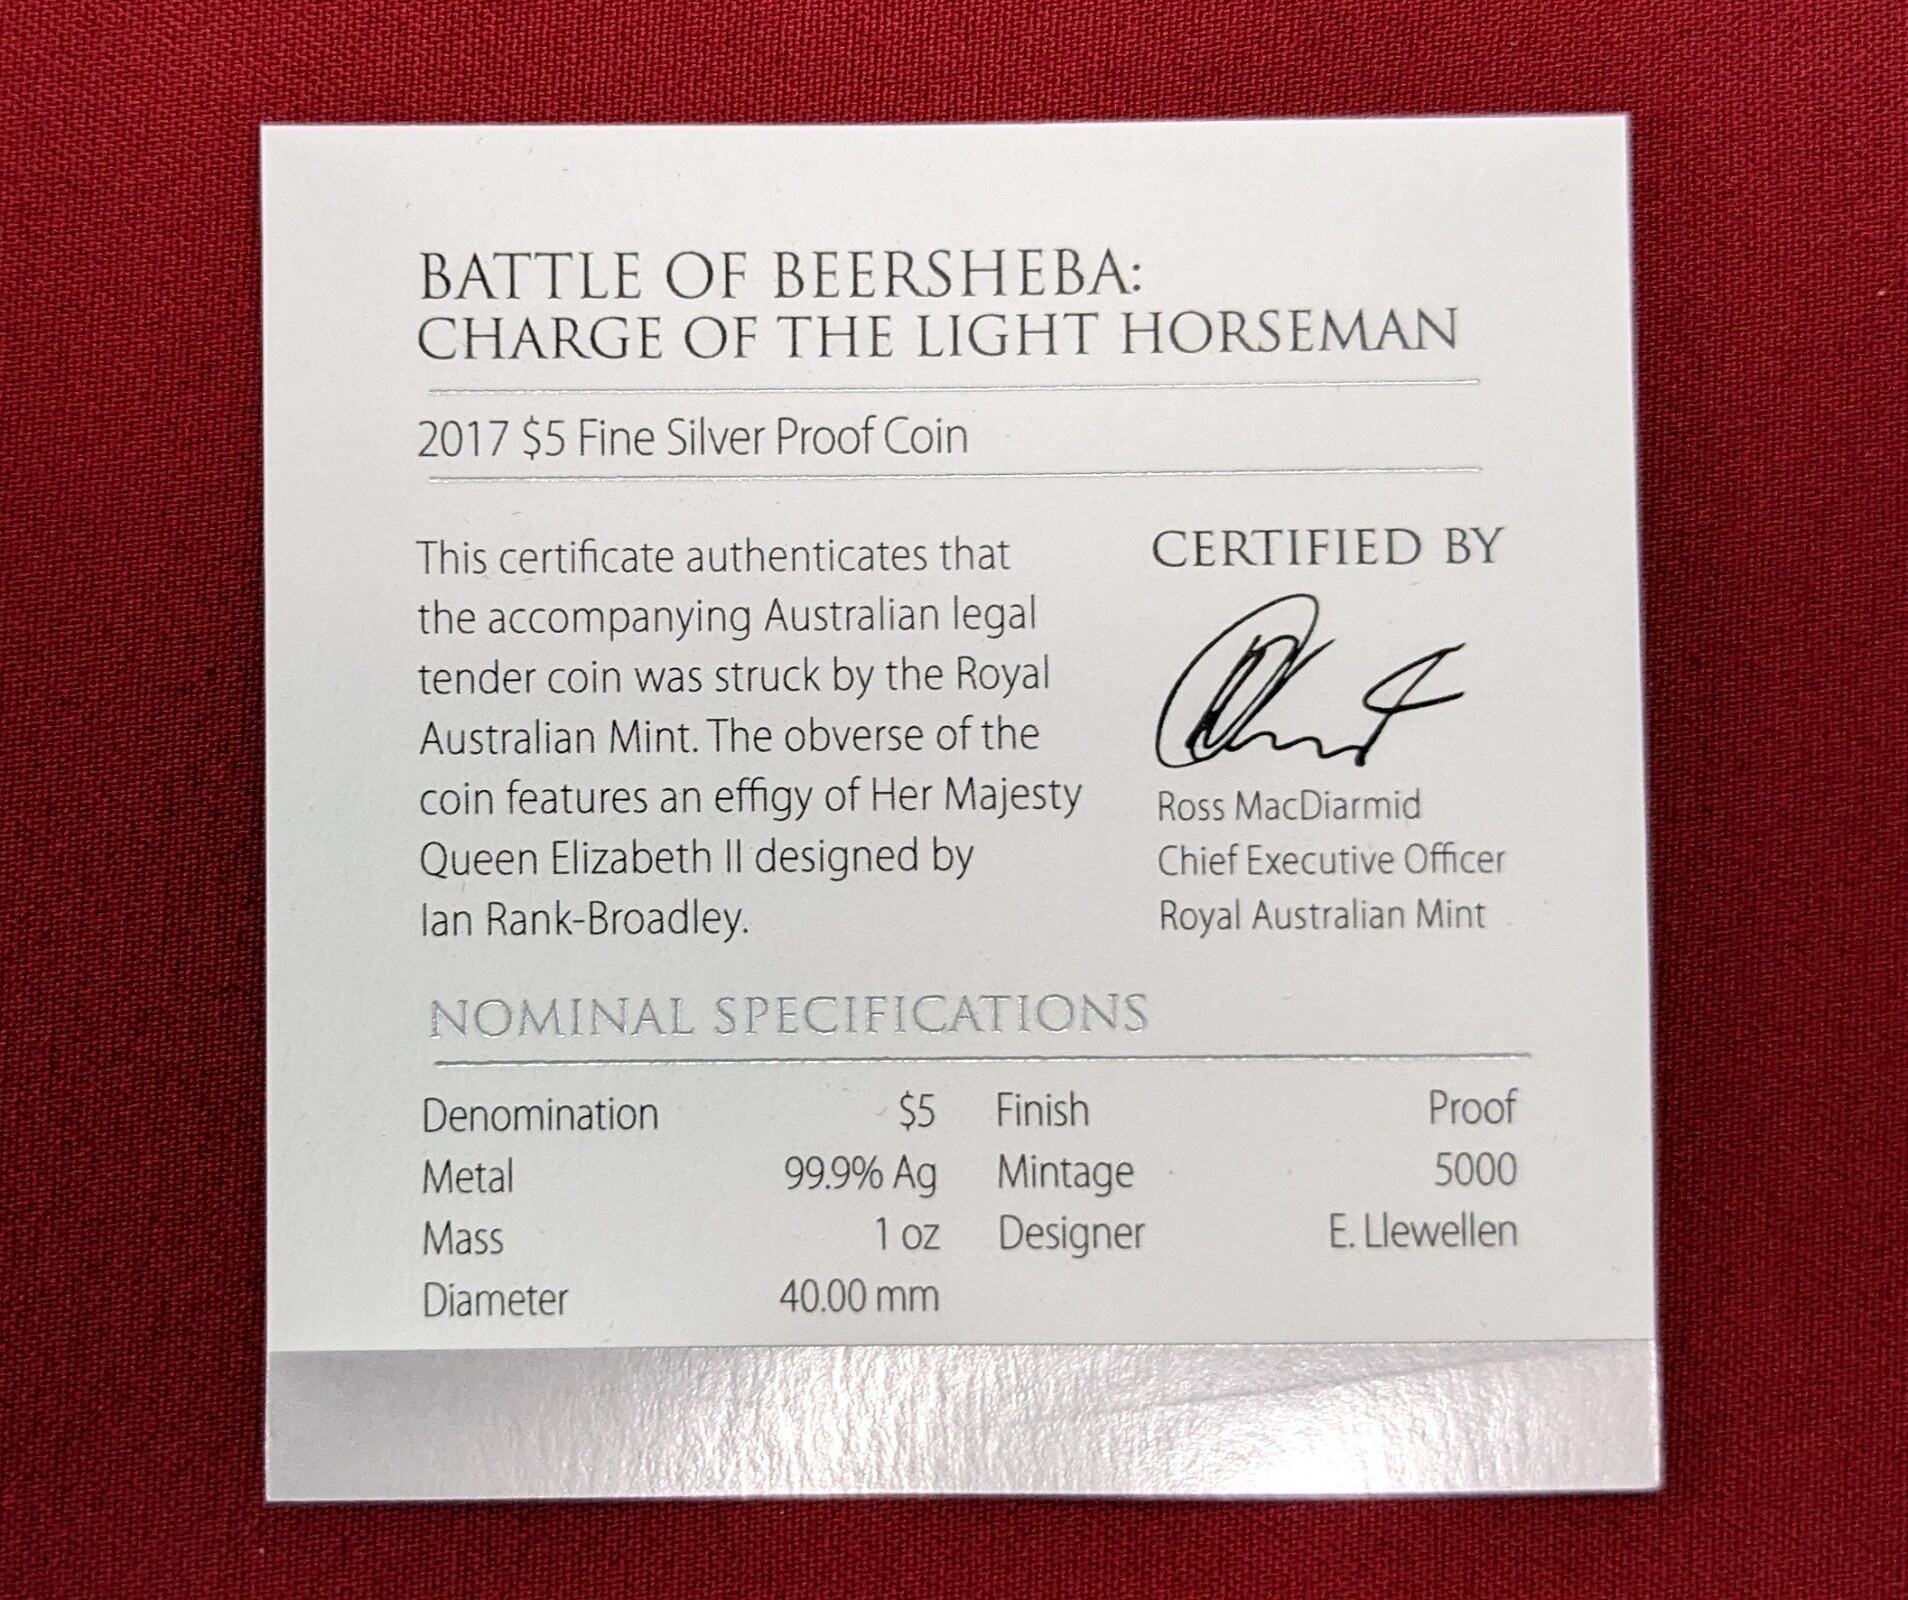 BATTLE OF BEERSHEBA:
CHARGE OF THE LIGHT HORSEMAN
2017 $5 Fine Silver Proof Coin
This certificate authenticates that
the accompanying Australian legal
tender coin was struck by the Royal
Australian Mint. The obverse of the
coin features an effigy of Her Majesty
Queen Elizabeth II designed by
Ian Rank-Broadley.
CERTIFIED BY
Ross MacDiarmid
Chief Executive Officer
Royal Australian Mint
NOMINAL SPECIFICATIONS
Denomination $5 Finish Proof
Metal 99.9% Ag Mintage 5000
Mass 1 oz Designer E. Llewellen
Diameter 40.00 mm